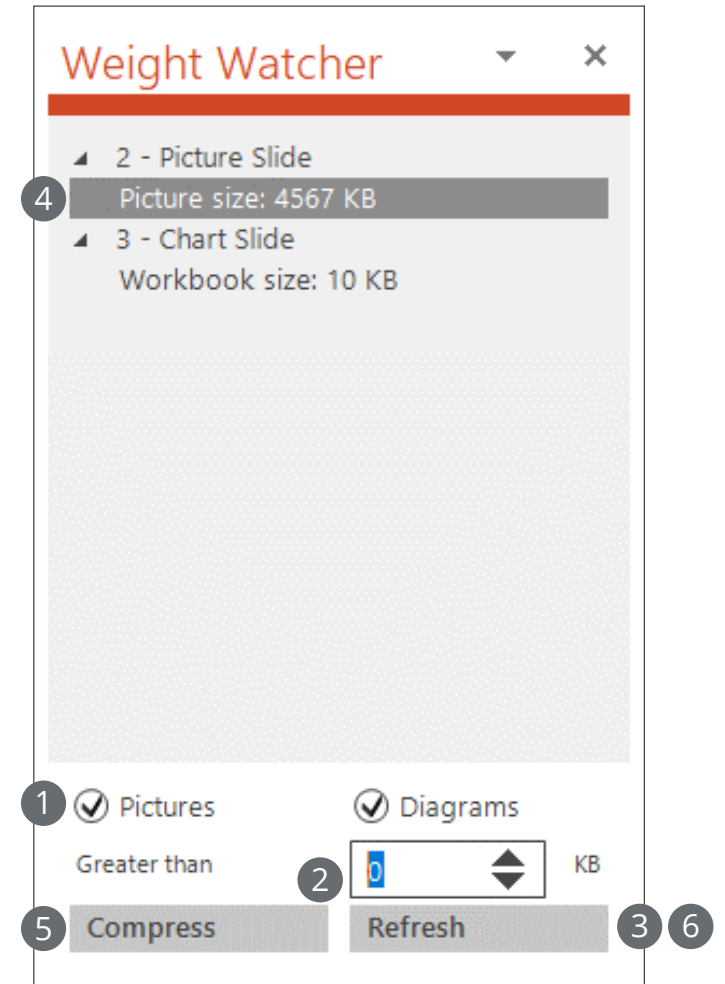 Weight Watcher
2 - Picture Slide
4 Picture size: 4567 KB
3 - Chart Slide
Workbook size: 10 KB
1 Pictures Diagrams
Greater than 2 0 KB
5 Compress Refresh 3 6